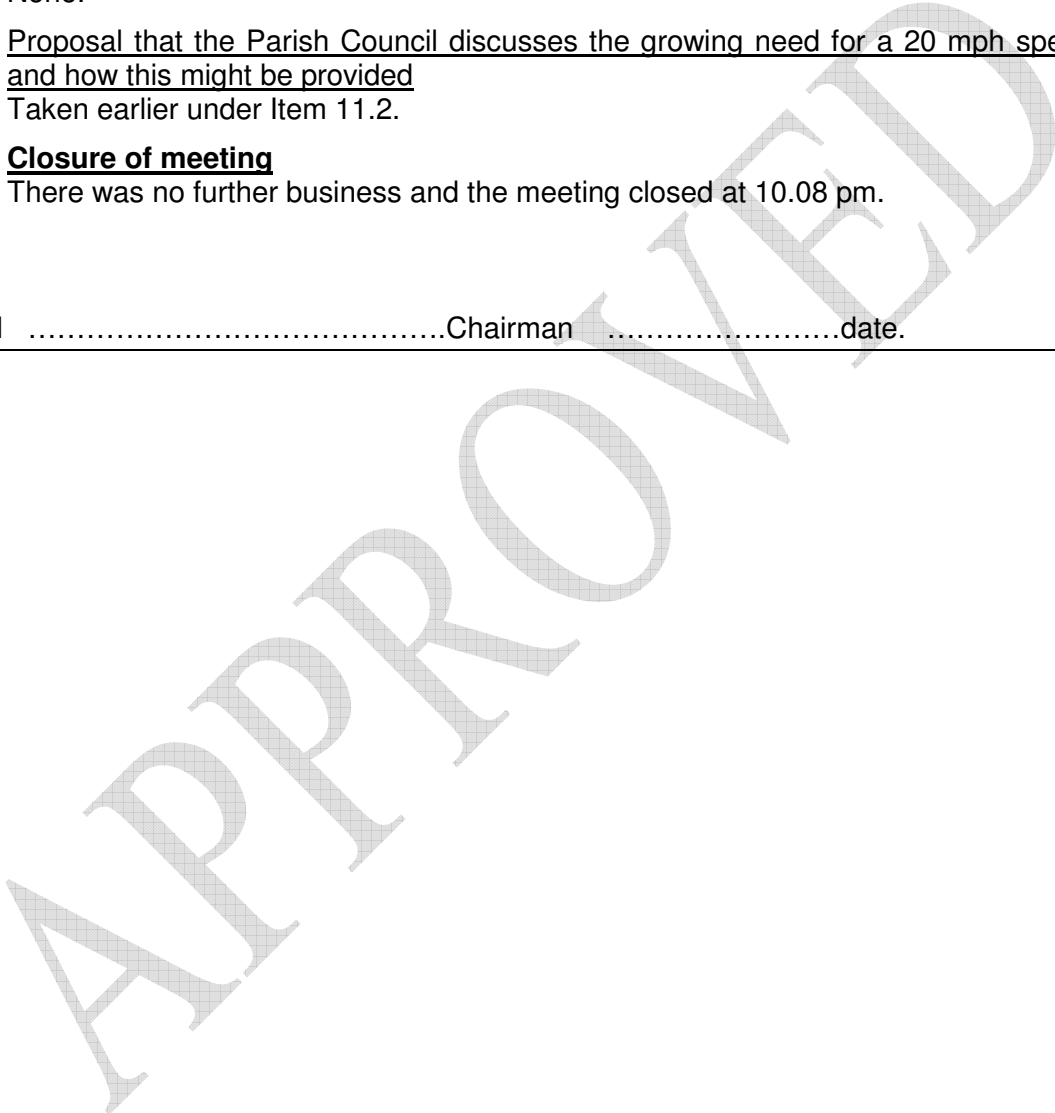 None.
Proposal that the Parish Council discusses the growing need for a 20 mph
and how this might be provided
Taken earlier under Item 11.2.
Closure of meeting
There was no further business and the meeting closed at 10.08 pm.
…………………………………….Chairman ……………………date.
APPROVED